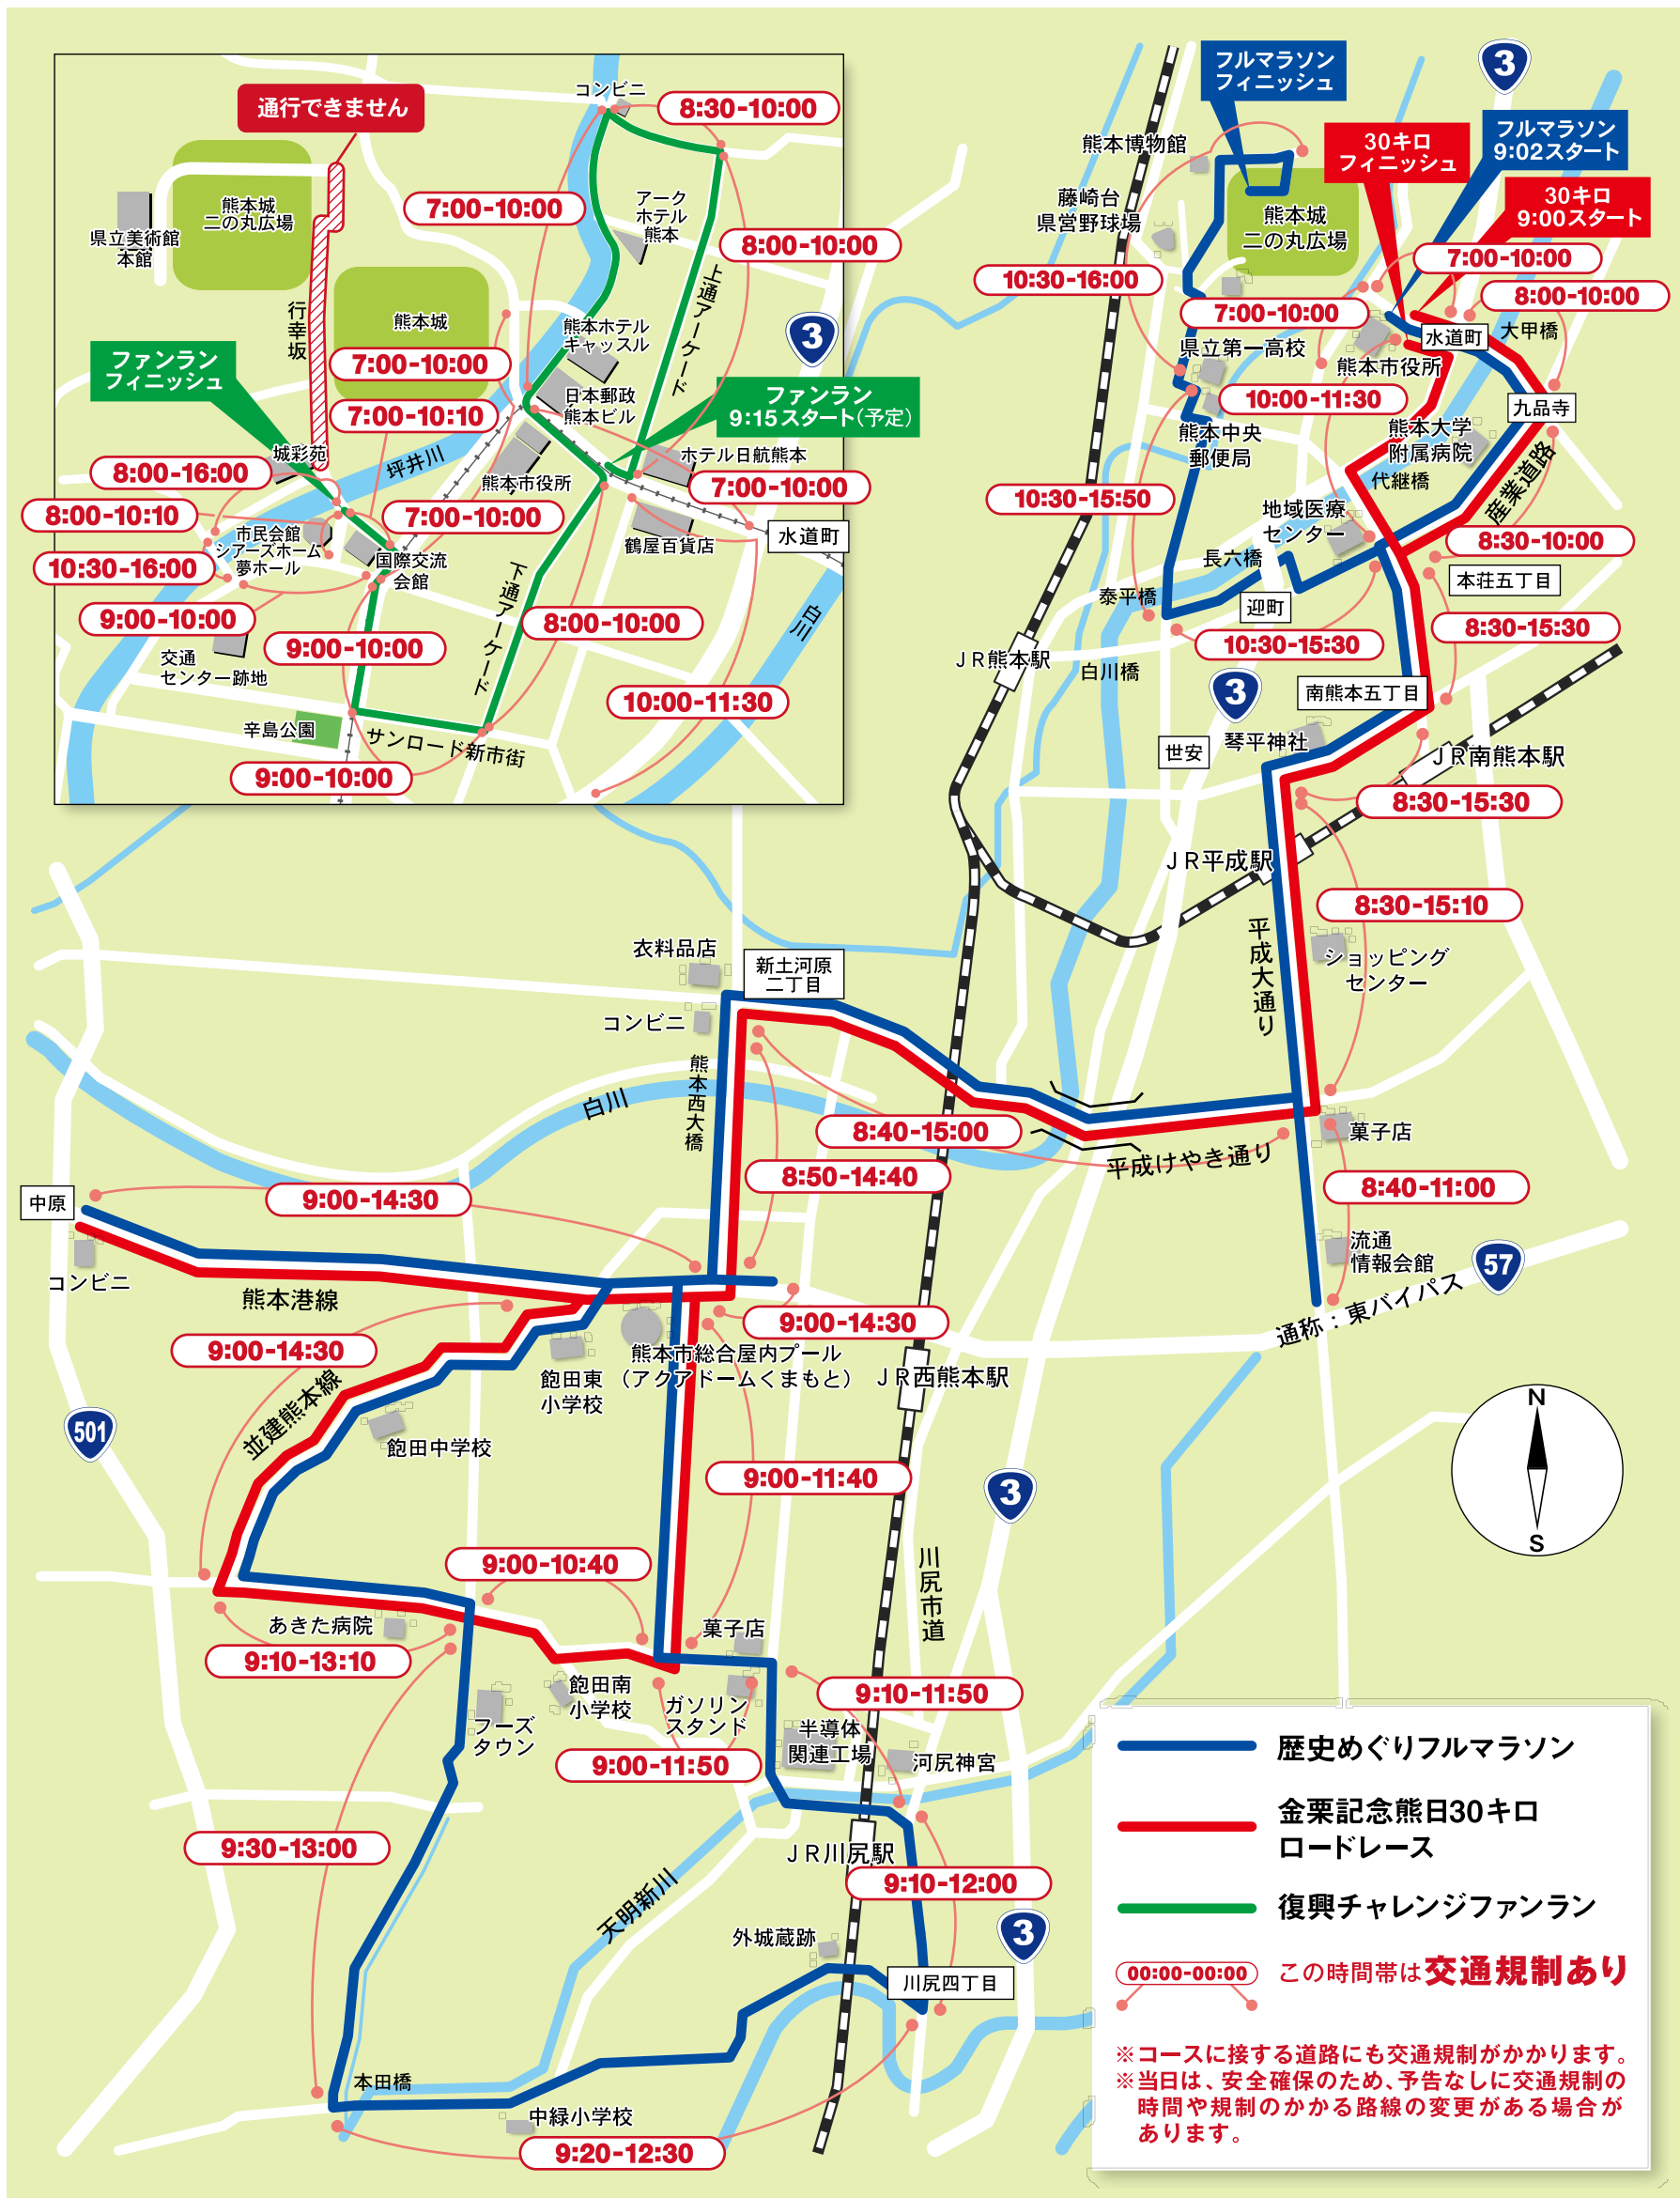 通行できません
コンビニ
8:30-10:00
熊本城
二の丸広場
県立美術館
本館
7:00-10:00
アーク
ホテル
熊本
8:00-10:00
上通アーケード
行幸坂
熊本城
熊本ホテル
キャッスル
3
ファンラン
フィニッシュ
7:00-10:00
日本郵政
熊本ビル
ファンラン
9:15スタート(予定)
7:00-10:10
城彩苑
坪井川
ホテル日航熊本
8:00-16:00
熊本市役所
7:00-10:00
8:00-10:10
7:00-10:00
市民会館
シアーズホーム
夢ホール
鶴屋百貨店
水道町
10:30-16:00
国際交流
会館
下通アーケード
9:00-10:00
8:00-10:00
白川
9:00-10:00
交通
センター跡地
10:00-11:30
辛島公園
サンロード新市街
9:00-10:00
フルマラソン
フィニッシュ
3
熊本博物館
30キロ
フィニッシュ
フルマラソン
9:02スタート
藤崎台
県営野球場
熊本城
二の丸広場
30キロ
9:00スタート
7:00-10:00
10:30-16:00
8:00-10:00
7:00-10:00
水道町
大甲橋
県立第一高校
熊本市役所
10:00-11:30
九品寺
熊本中央
郵便局
熊本大学
附属病院
代継橋
産業道路
10:30-15:50
地域医療
センター
8:30-10:00
長六橋
本荘五丁目
泰平橋
迎町
8:30-15:30
10:30-15:30
JR熊本駅
白川橋
3
南熊本五丁目
世安
琴平神社
JR南熊本駅
8:30-15:30
JR平成駅
8:30-15:10
平成大通り
ショッピング
センター
衣料品店
新土河原
二丁目
コンビニ
熊本西大橋
白川
8:40-15:00
菓子店
平成けやき通り
8:50-14:40
8:40-11:00
中原
9:00-14:30
流通
情報会館
57
コンビニ
熊本港線
通称：東バイパス
9:00-14:30
9:00-14:30
熊本市総合屋内プール
(アクアドームくまもと)
JR西熊本駅
飽田東
小学校
並建熊本線
501
飽田中学校
N
S
9:00-11:40
3
9:00-10:40
川尻市道
あきた病院
菓子店
9:10-13:10
飽田南
小学校
ガソリン
スタンド
9:10-11:50
フーズ
タウン
半導体
関連工場
河尻神宮
9:00-11:50
9:30-13:00
JR川尻駅
9:10-12:00
天明新川
外城蔵跡
3
川尻四丁目
本田橋
中緑小学校
9:20-12:30
歴史めぐりフルマラソン
金栗記念熊日30キロ
ロードレース
復興チャレンジファンラン
00:00-00:00 この時間帯は交通規制あり
※コースに接する道路にも交通規制がかかります。
※当日は、安全確保のため、予告なしに交通規制の
時間や規制のかかる路線の変更がある場合が
あります。